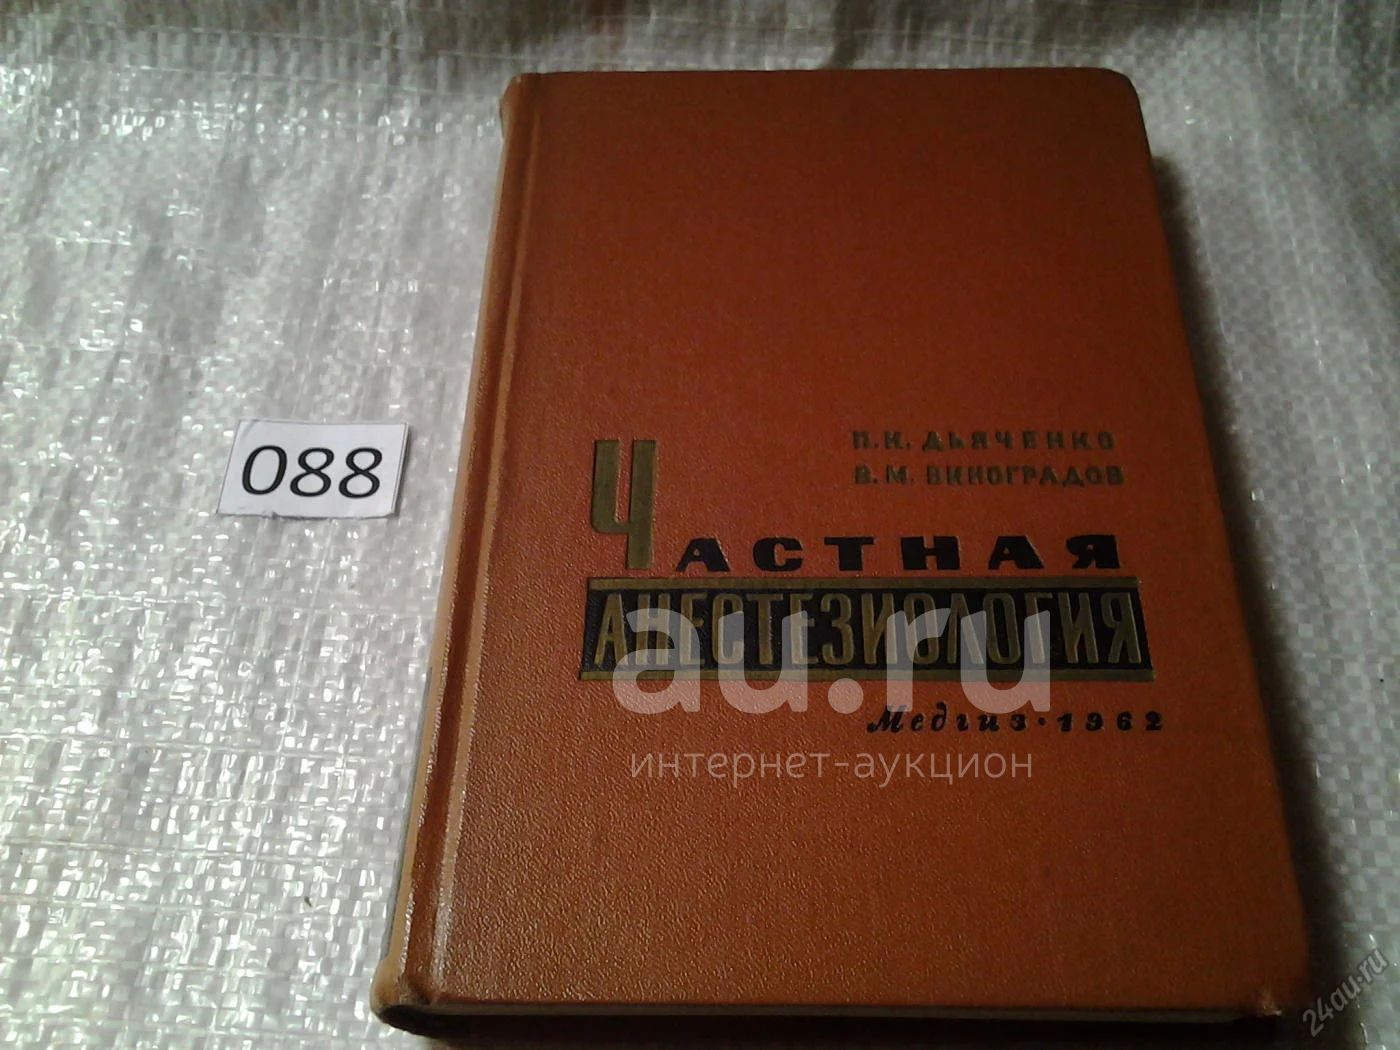 088
П.К. ДЬЯЧЕНКО
В.М. ВИНОГРАДОВ
ЧАСТНАЯ
АНЕСТЕЗИОЛОГИЯ
Медгиз · 1962
au.ru
интернет-аукцион
24au.ru